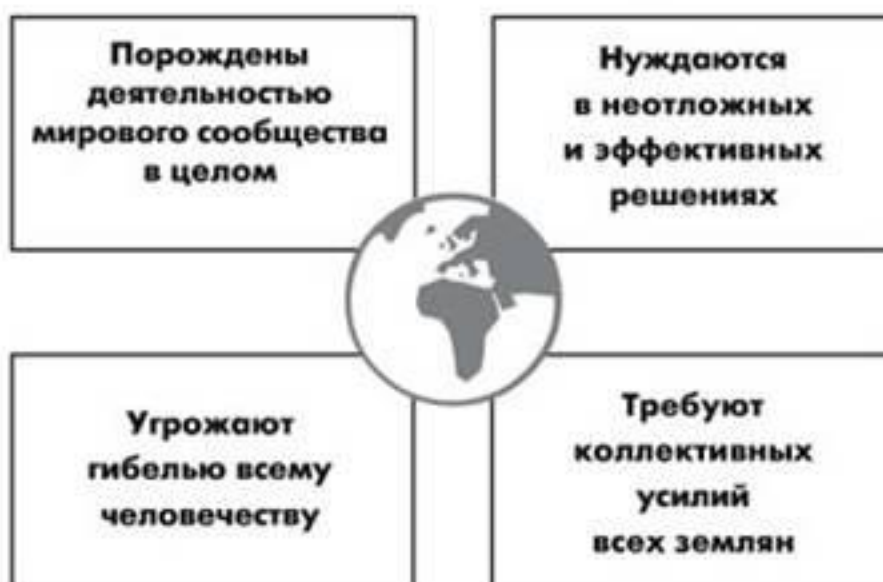 Порождены
деятельностью
мирового сообщества
в целом
Нуждаются
в неотложных
и эффективных
решениях
Угрожают
гибелью всему
человечеству
Требуют
коллективных
усилий
всех землян